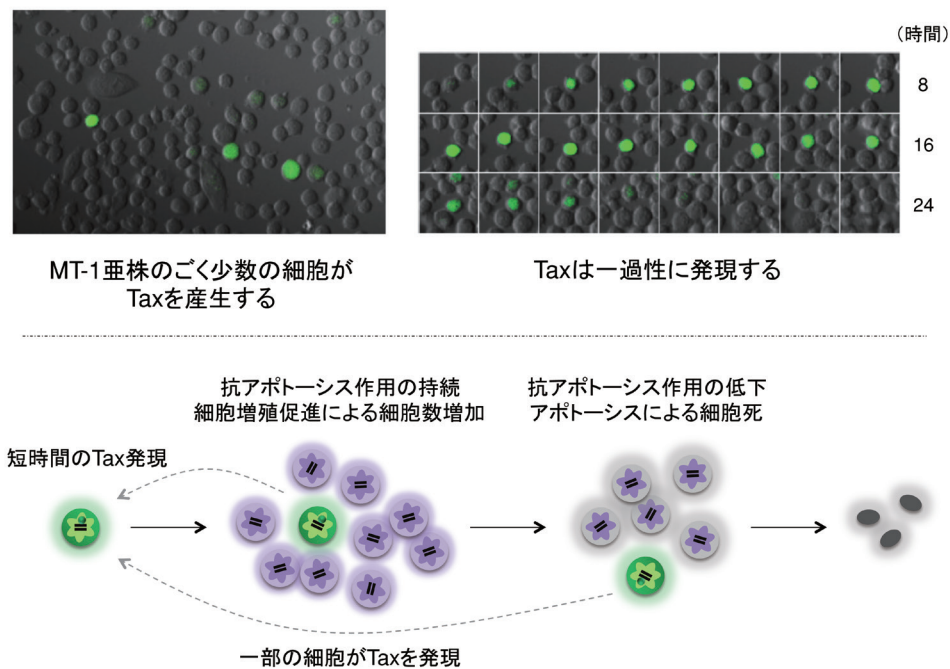 (時間)
8
16
24
MT-1亜株のごく少数の細胞が
Taxを産生する
Taxは一過性に発現する
抗アポトーシス作用の持続
細胞増殖促進による細胞数増加
抗アポトーシス作用の低下
アポトーシスによる細胞死
短時間のTax発現
一部の細胞がTaxを発現